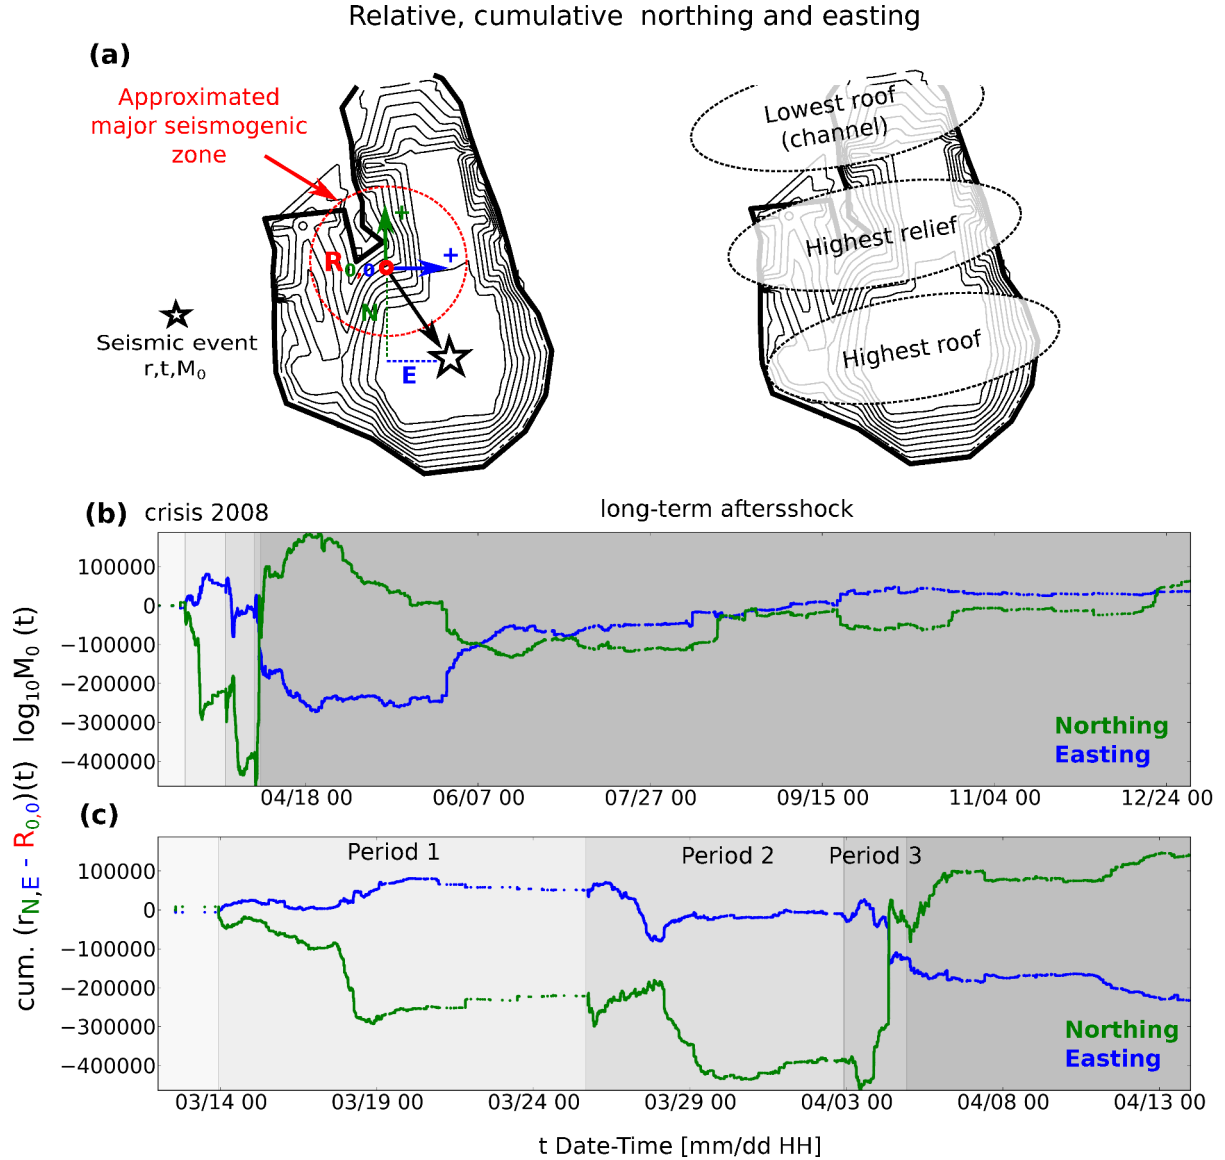 Relative, cumulative  northing and easting
(a)
Approximated
major seismogenic
zone
+
+
R0,0
N
E
Seismic event
r,t,M0
Lowest roof
(channel)
Highest relief
Highest roof
(b)
crisis 2008
long-term aftersshock
100000
0
−100000
−200000
−300000
−400000
Northing
Easting
04/18 00
06/07 00
07/27 00
09/15 00
11/04 00
12/24 00
cum. (rN,E - R0,0)(t)  log10M0 (t)
(c)
Period 1
Period 2
Period 3
100000
0
−100000
−200000
−300000
−400000
Northing
Easting
03/14 00
03/19 00
03/24 00
03/29 00
04/03 00
04/08 00
04/13 00
t Date-Time [mm/dd HH]